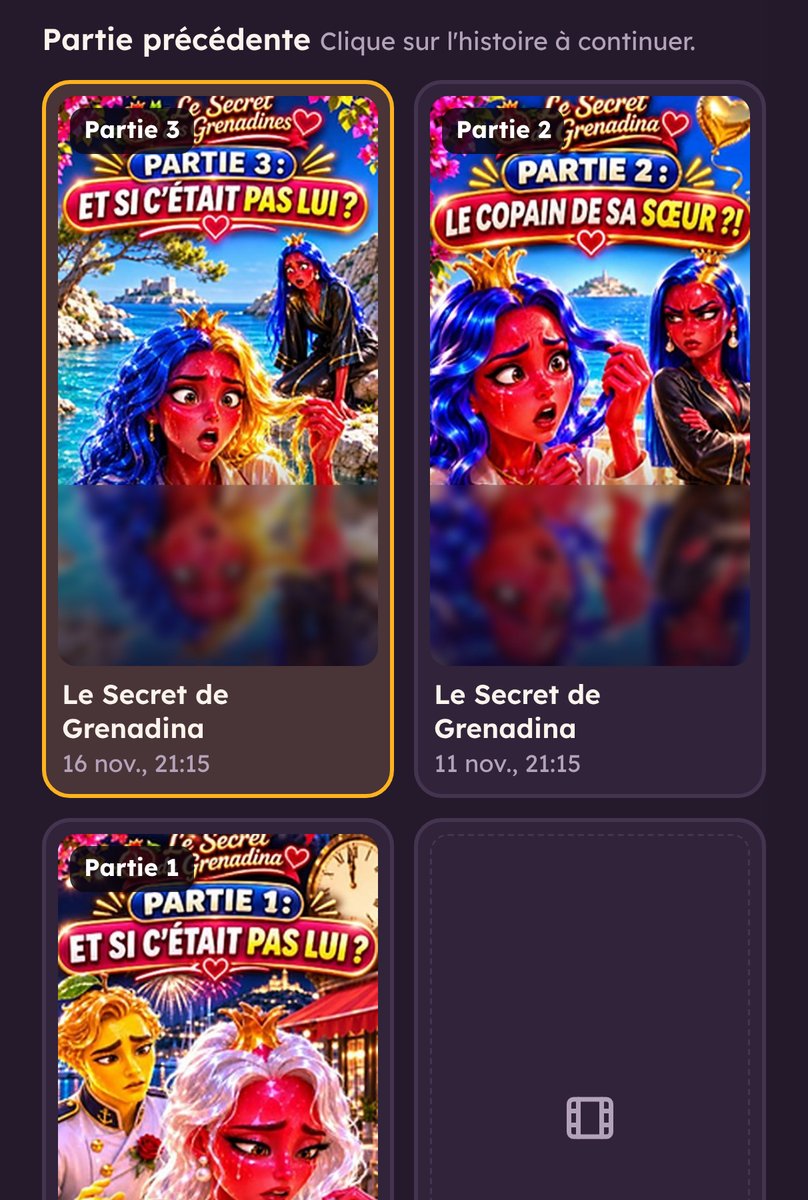 Partie précédente Clique sur l'histoire à continuer.
Partie 3
Le Secret
Grenadines
PARTIE 3:
ET SI C'ÉTAIT PAS LUI ?
Le Secret de
Grenadina
16 nov., 21:15
Partie 2
Le Secret
Grenadina
PARTIE 2:
LE COPAIN DE SA SŒUR ?!
Le Secret de
Grenadina
11 nov., 21:15
Partie 1
Le Secret
Grenadina
PARTIE 1:
ET SI C'ÉTAIT PAS LUI ?